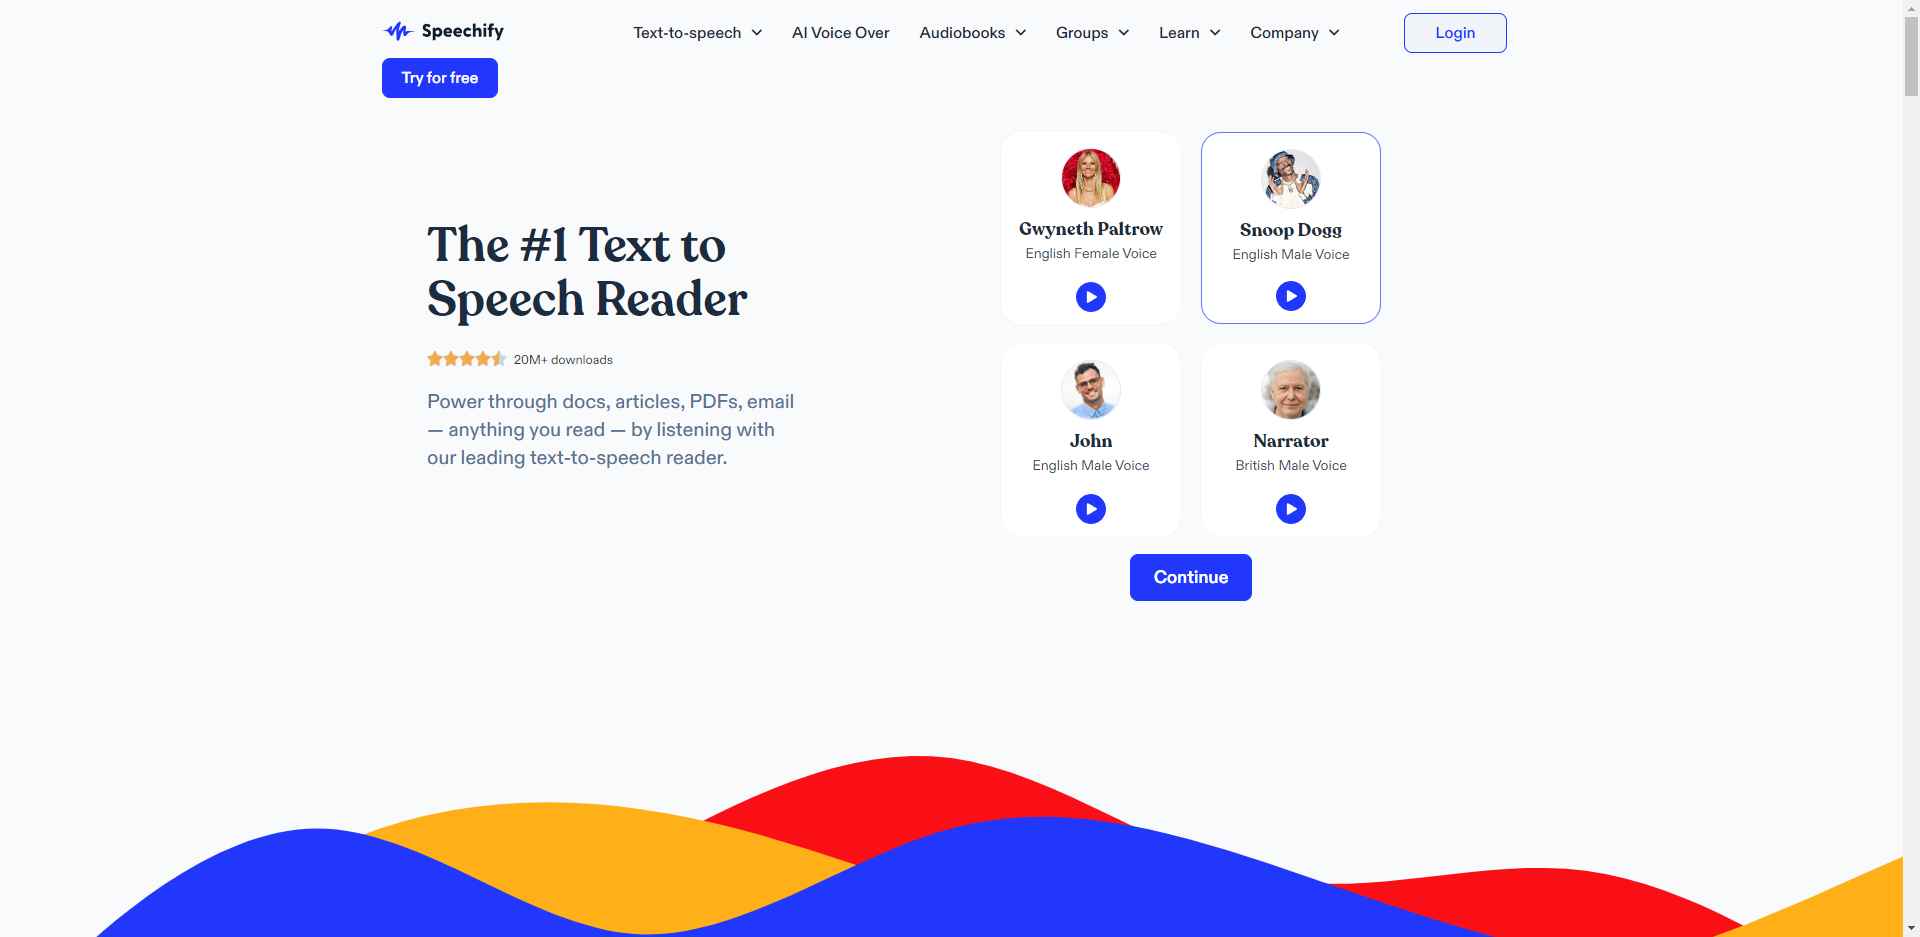 Speechify
Text-to-speech
AI Voice Over
Audiobooks
Groups
Learn
Company
Login
Try for free
The #1 Text to
Speech Reader
20M+ downloads
Power through docs, articles, PDFs, email
— anything you read — by listening with
our leading text-to-speech reader.
Gwyneth Paltrow
English Female Voice
Snoop Dogg
English Male Voice
John
English Male Voice
Narrator
British Male Voice
Continue